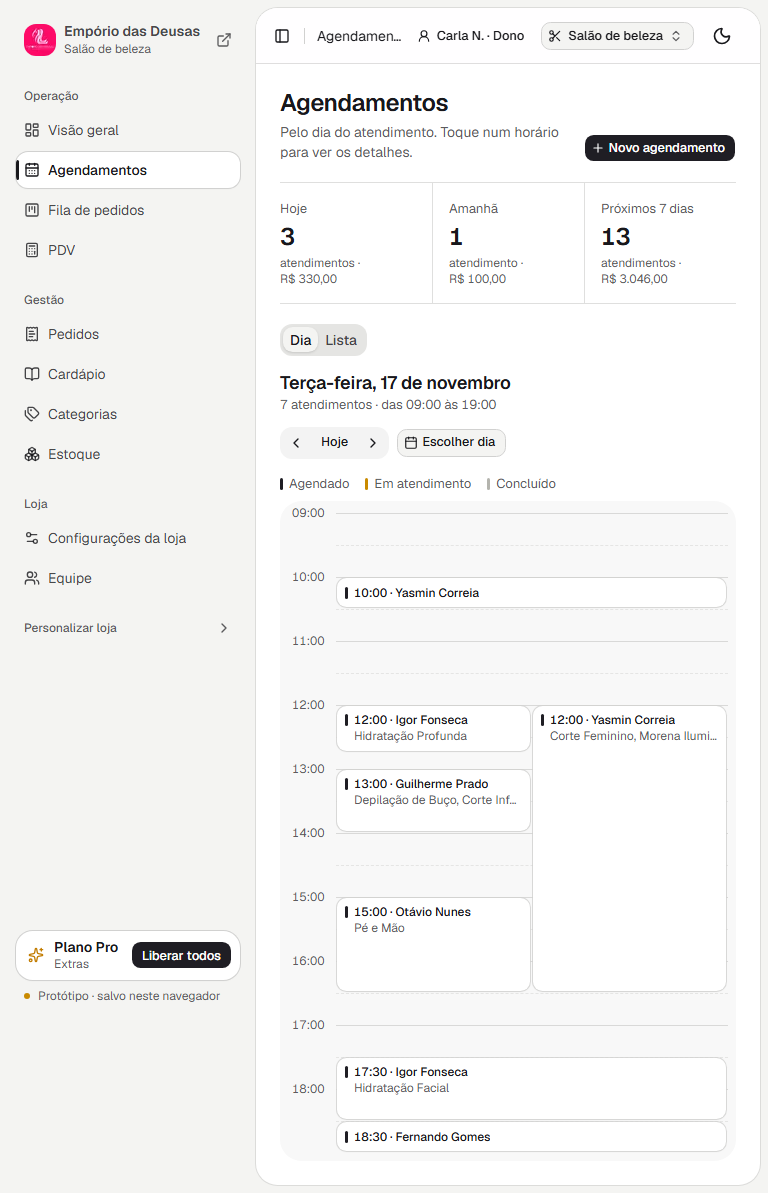 Empório das Deusas
Salão de beleza
Operação
Visão geral
Agendamentos
Fila de pedidos
PDV
Gestão
Pedidos
Cardápio
Categorias
Estoque
Loja
Configurações da loja
Equipe
Personalizar loja
Plano Pro
Extras
Liberar todos
Protótipo · salvo neste navegador
Agendamen...
Carla N. · Dono
Salão de beleza
Agendamentos
Pelo dia do atendimento. Toque num horário
para ver os detalhes.
Novo agendamento
Hoje
3
atendimentos ·
R$ 330,00
Amanhã
1
atendimento ·
R$ 100,00
Próximos 7 dias
13
atendimentos ·
R$ 3.046,00
Dia
Lista
Terça-feira, 17 de novembro
7 atendimentos · das 09:00 às 19:00
Hoje
Escolher dia
Agendado
Em atendimento
Concluído
09:00
10:00
10:00 · Yasmin Correia
11:00
12:00
12:00 · Igor Fonseca
Hidratação Profunda
12:00 · Yasmin Correia
Corte Feminino, Morena Ilumi...
13:00
13:00 · Guilherme Prado
Depilação de Buço, Corte Inf...
14:00
15:00
15:00 · Otávio Nunes
Pé e Mão
16:00
17:00
17:30 · Igor Fonseca
Hidratação Facial
18:00
18:30 · Fernando Gomes